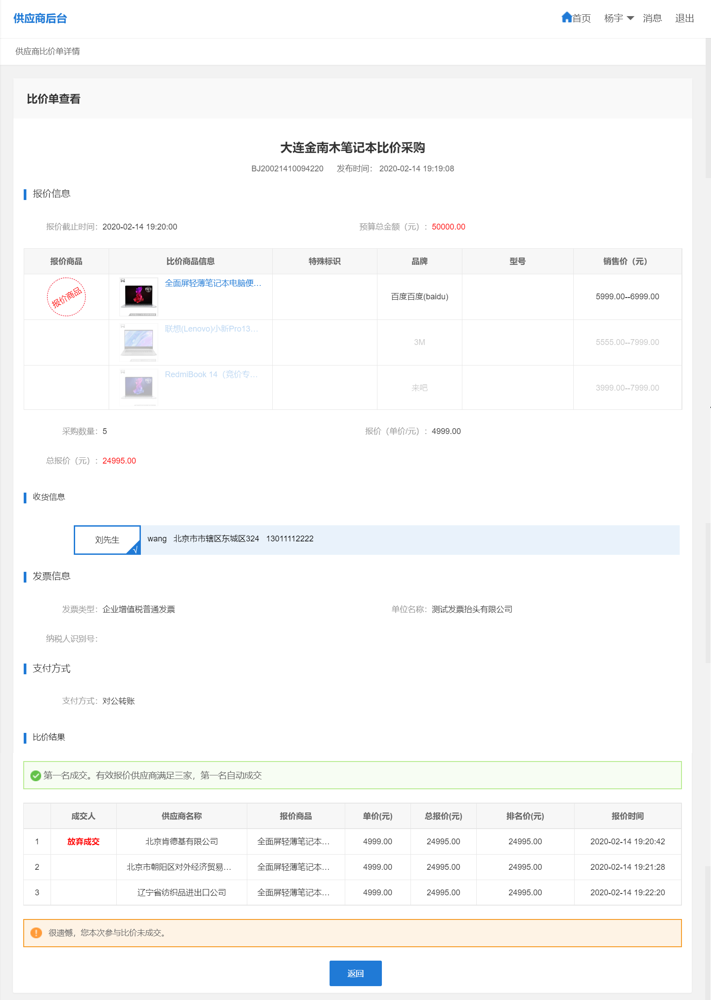 供应商后台
首页 杨宇 消息 退出
供应商比价单详情
比价单查看
大连金南木笔记本比价采购
BJ20021410094220 发布时间： 2020-02-14 19:19:08
报价信息
报价截止时间：2020-02-14 19:20:00 预算总金额（元）：50000.00
报价商品 比价商品信息 特殊标识 品牌 型号 销售价（元）
报价商品 全面屏轻薄笔记本电脑便... 百度百度(baidu) 5999.00--6999.00
联想(Lenovo)小新Pro13... 3M 5555.00--7999.00
RedmiBook 14（竞价专... 来吧 3999.00--7999.00
采购数量：5 报价（单价/元）：4999.00
总报价（元）：24995.00
收货信息
刘先生 √ wang 北京市市辖区东城区324 13011112222
发票信息
发票类型：企业增值税普通发票 单位名称：测试发票抬头有限公司
纳税人识别号：
支付方式
支付方式：对公转账
比价结果
第一名成交。有效报价供应商满足三家，第一名自动成交
成交人 供应商名称 报价商品 单价(元) 总报价(元) 排名价(元) 报价时间
1 放弃成交 北京肯德基有限公司 全面屏轻薄笔记本... 4999.00 24995.00 24995.00 2020-02-14 19:20:42
2 北京市朝阳区对外经济贸易... 全面屏轻薄笔记本... 4999.00 24995.00 24995.00 2020-02-14 19:21:28
3 辽宁省纺织品进出口公司 全面屏轻薄笔记本... 4999.00 24995.00 24995.00 2020-02-14 19:22:20
很遗憾，您本次参与比价未成交。
返回